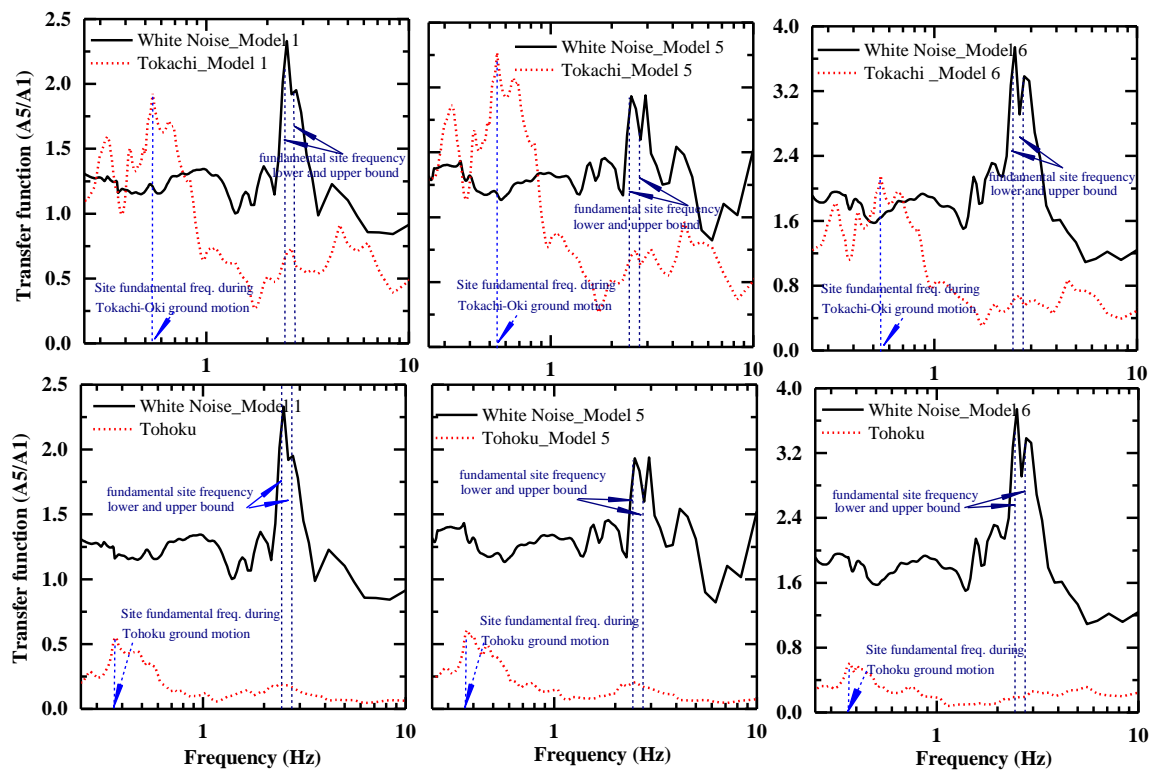 Transfer function (A5/A1)
2.5
2.0
1.5
1.0
0.5
0.0
White Noise_Model 1
Tokachi_Model 1
fundamental site frequency
lower and upper bound
Site fundamental freq. during
Tokachi-Oki ground motion
1
10
White Noise_Model 5
Tokachi_Model 5
fundamental site frequency
lower and upper bound
Site fundamental freq. during
Tokachi-Oki ground motion
1
10
4.0
3.2
2.4
1.6
0.8
0.0
White Noise_Model 6
Tokachi _Model 6
fundamental site frequency
lower and upper bound
Site fundamental freq. during
Tokachi-Oki ground motion
1
10
Transfer function (A5/A1)
2.5
2.0
1.5
1.0
0.5
0.0
White Noise_Model 1
Tohoku
fundamental site frequency
lower and upper bound
Site fundamental freq. during
Tohoku ground motion
1
10
Frequency (Hz)
White Noise_Model 5
Tohoku_Model 5
fundamental site frequency
lower and upper bound
Site fundamental freq. during
Tohoku ground motion
1
10
Frequency (Hz)
4.0
3.2
2.4
1.6
0.8
0.0
White Noise_Model 6
Tohoku
fundamental site frequency
lower and upper bound
Site fundamental freq. during
Tohoku ground motion
1
10
Frequency (Hz)